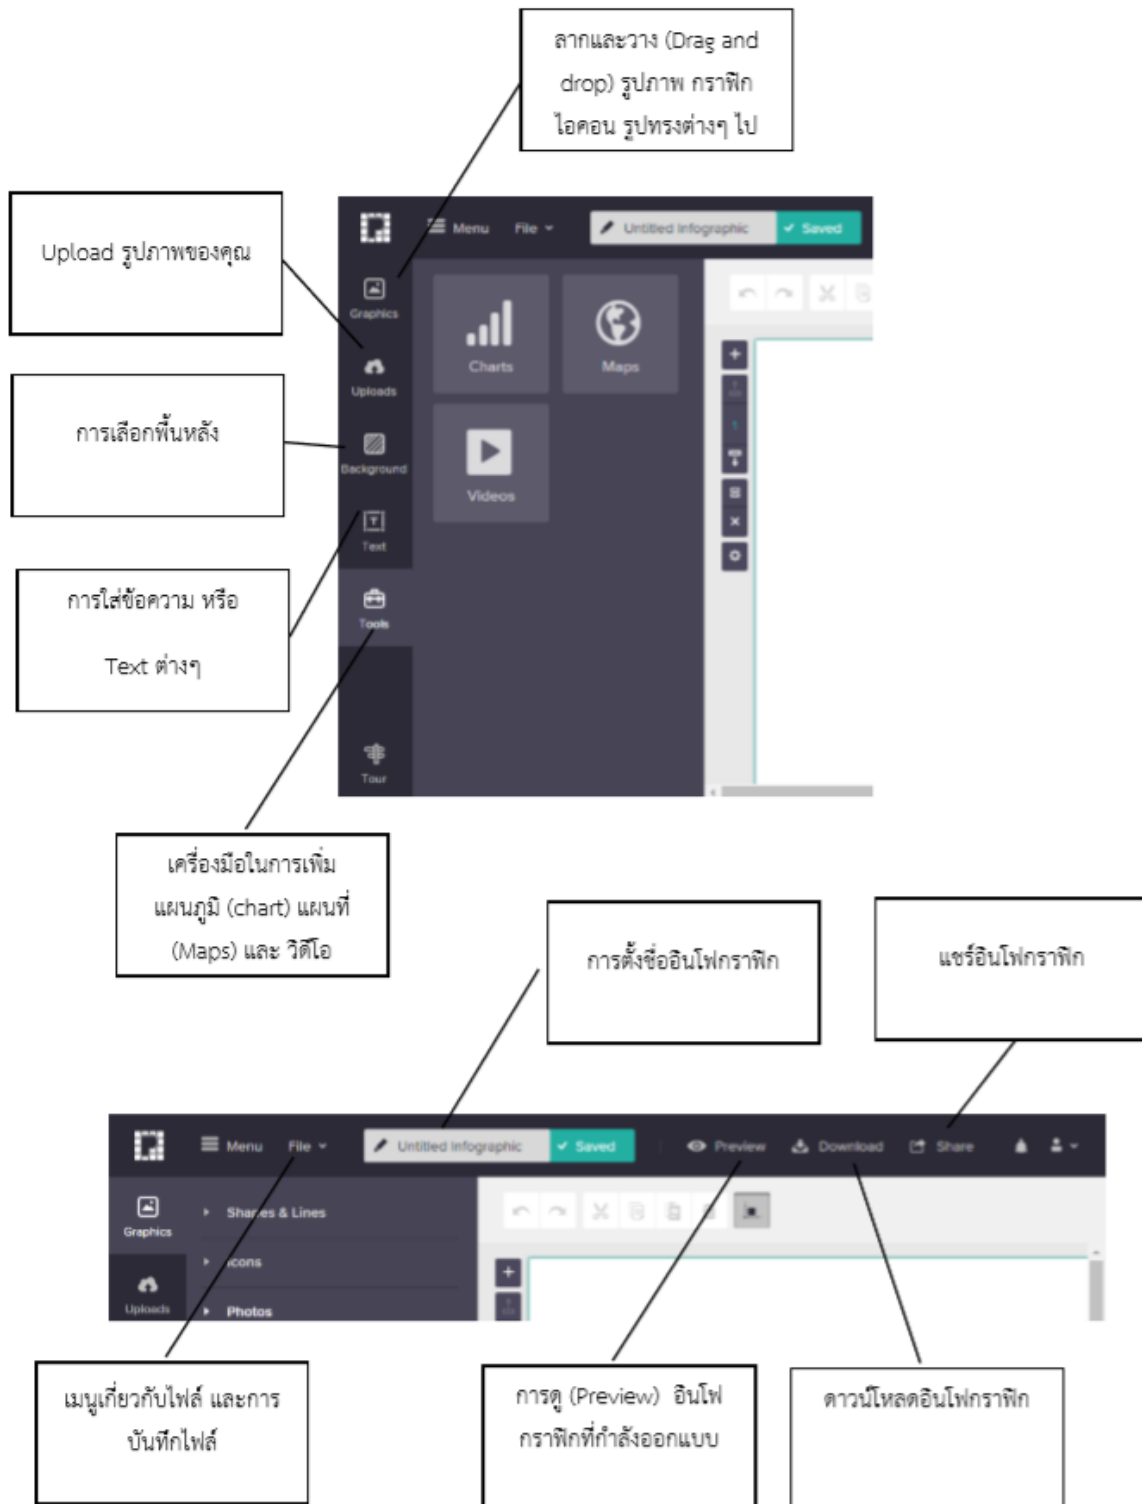 ลากและวาง (Drag and
drop) รูปภาพ กราฟิก
ไอคอน รูปทรงต่างๆ ไป
Upload รูปภาพของคุณ
การเลือกพื้นหลัง
การใส่ข้อความ หรือ
Text ต่างๆ
Menu File Untitled Infographic Saved
Graphics
Uploads
Background
Text
Tools
Tour
Charts Maps
Videos
1
เครื่องมือในการเพิ่ม
แผนภูมิ (chart) แผนที่
(Maps) และ วิดีโอ
การตั้งชื่ออินโฟกราฟิก
แชร์อินโฟกราฟิก
Menu File Untitled Infographic Saved Preview Download Share
Graphics
Uploads
Shapes & Lines
Icons
Photos
เมนูเกี่ยวกับไฟล์ และการ
บันทึกไฟล์
การดู (Preview) อินโฟ
กราฟิกที่กำลังออกแบบ
ดาวน์โหลดอินโฟกราฟิก